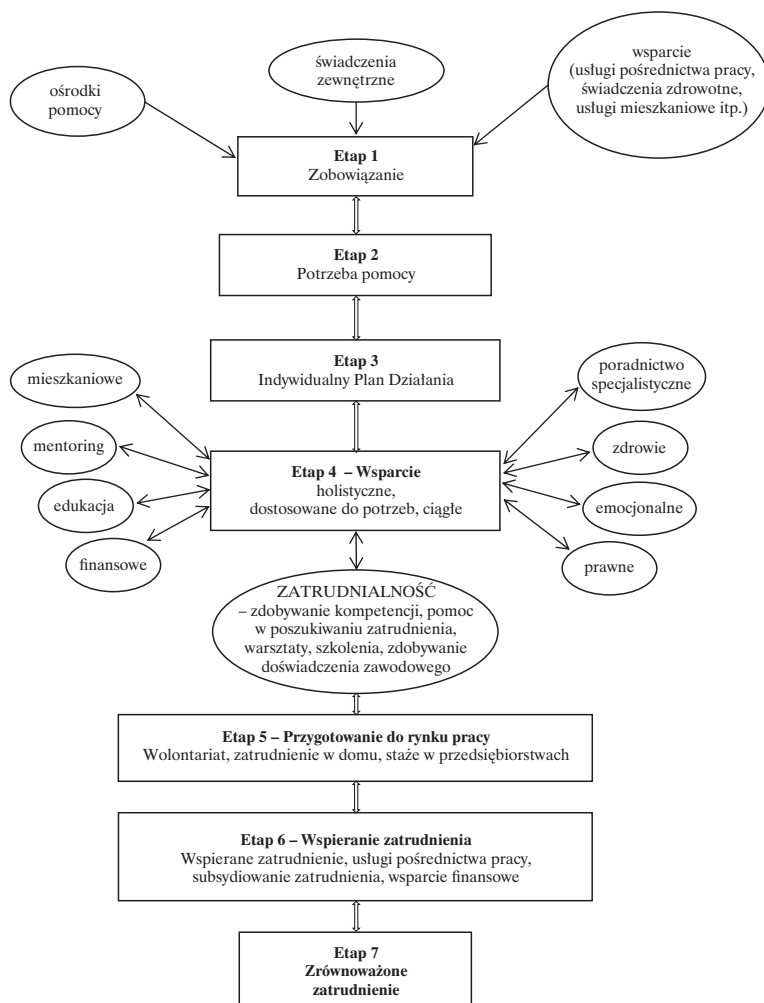 ośrodki
pomocy
świadczenia
zewnętrzne
wsparcie
(usługi pośrednictwa pracy,
świadczenia zdrowotne,
usługi mieszkaniowe itp.)
Etap 1
Zobowiązanie
Etap 2
Potrzeba pomocy
Etap 3
Indywidualny Plan Działania
mieszkaniowe
mentoring
edukacja
finansowe
Etap 4 – Wsparcie
holistyczne,
dostosowane do potrzeb, ciągłe
poradnictwo
specjalistyczne
zdrowie
emocjonalne
prawne
ZATRUDNIALNOŚĆ
– zdobywanie kompetencji, pomoc
w poszukiwaniu zatrudnienia,
warsztaty, szkolenia, zdobywanie
doświadczenia zawodowego
Etap 5 – Przygotowanie do rynku pracy
Wolontariat, zatrudnienie w domu, staże w przedsiębiorstwach
Etap 6 – Wspieranie zatrudnienia
Wspierane zatrudnienie, usługi pośrednictwa pracy,
subsydiowanie zatrudnienia, wsparcie finansowe
Etap 7
Zrównoważone
zatrudnienie